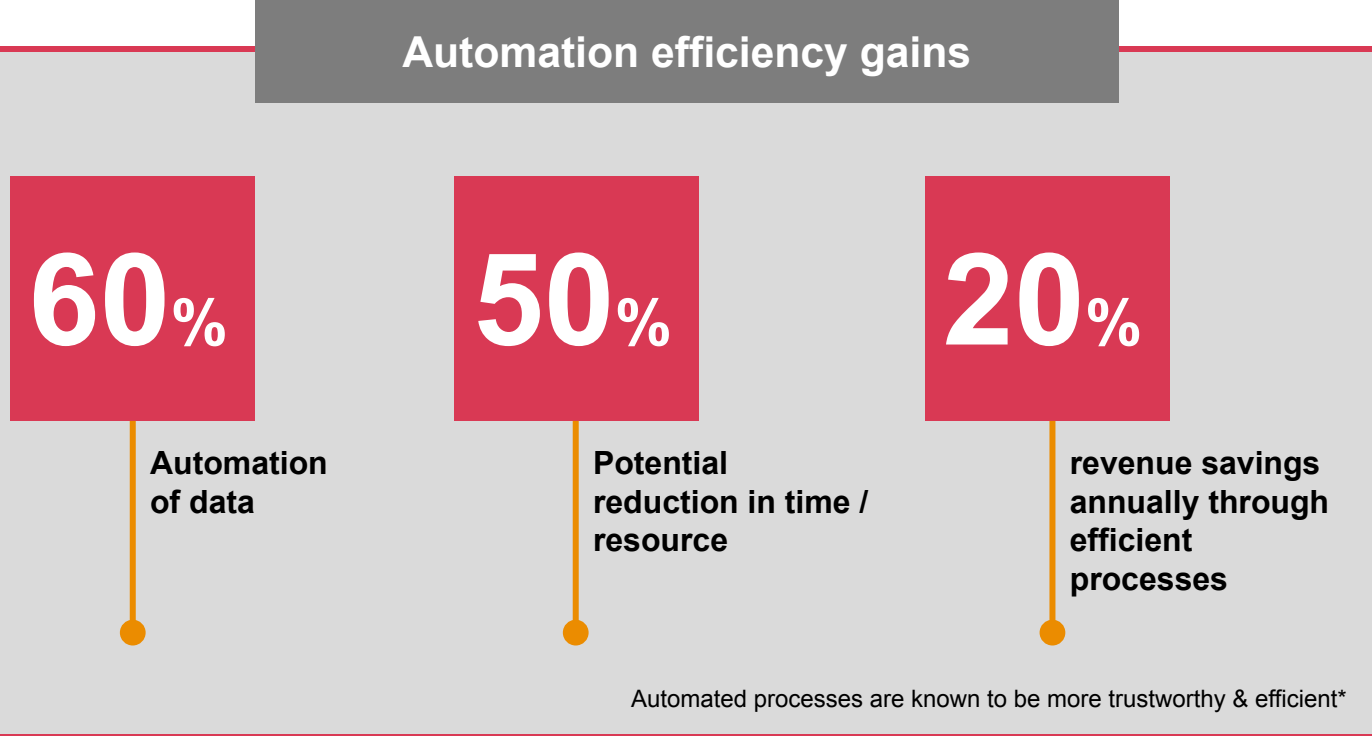 Automation efficiency gains
60%
Automation
of data
50%
Potential
reduction in time /
resource
20%
revenue savings
annually through
efficient
processes
Automated processes are known to be more trustworthy & efficient*